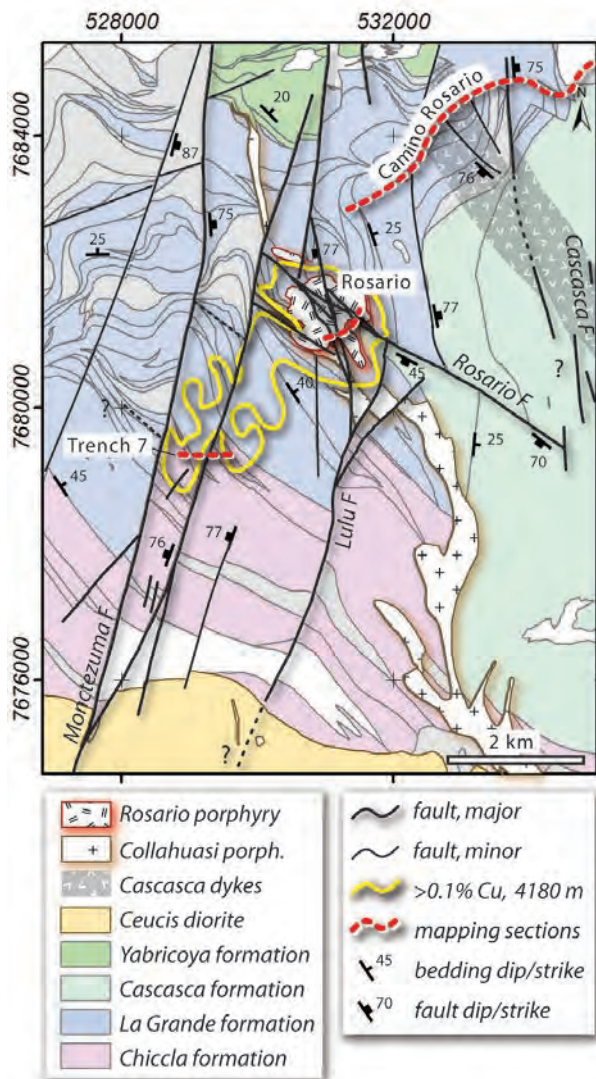 528000
532000
7684000
7680000
7676000
N
75
20
87
Camino Rosario
76
75
25
25
77
Rosario
77
Cascasca F
Rosario F
45
?
40
?
Trench 7
25
70
45
Lulu F
77
76
Monctezuma F
?
2 km
Rosario porphyry
Collahuasi porph.
Cascasca dykes
Ceucis diorite
Yabricoya formation
Cascasca formation
La Grande formation
Chiccla formation
fault, major
fault, minor
>0.1% Cu, 4180 m
mapping sections
45 bedding dip/strike
70 fault dip/strike